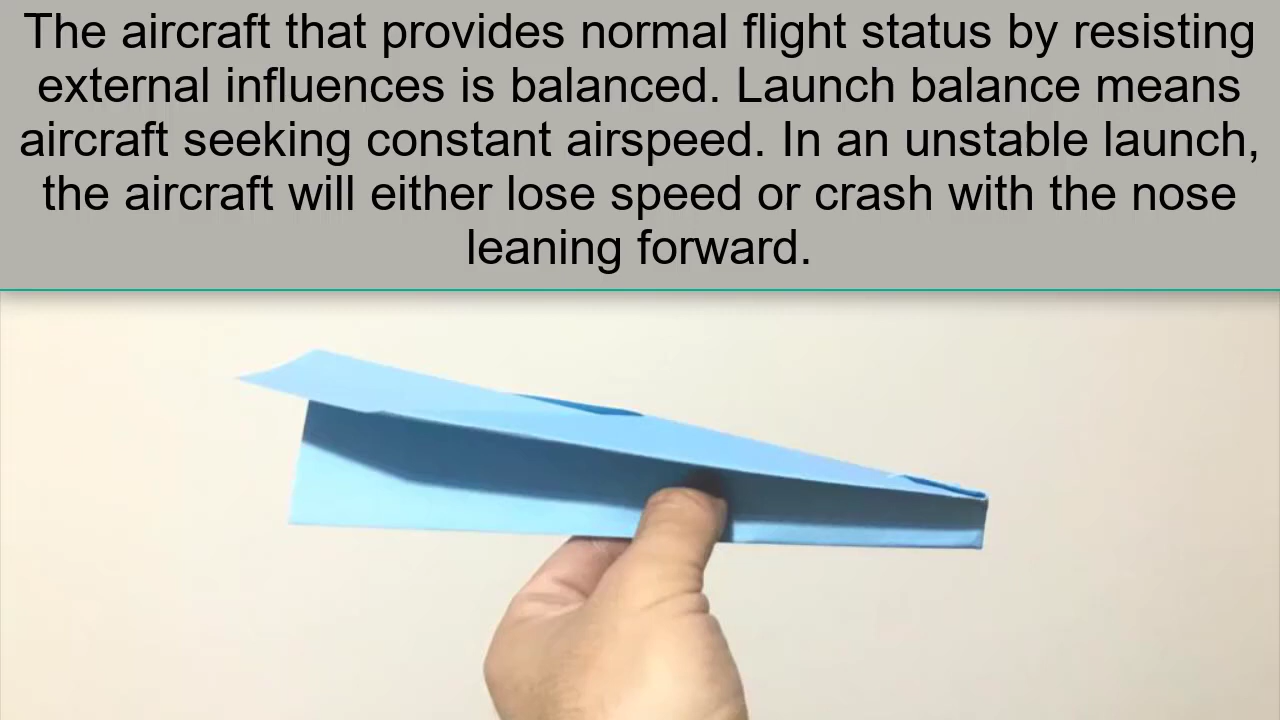 The aircraft that provides normal flight status by resisting
external influences is balanced. Launch balance means
aircraft seeking constant airspeed. In an unstable launch,
the aircraft will either lose speed or crash with the nose
leaning forward.